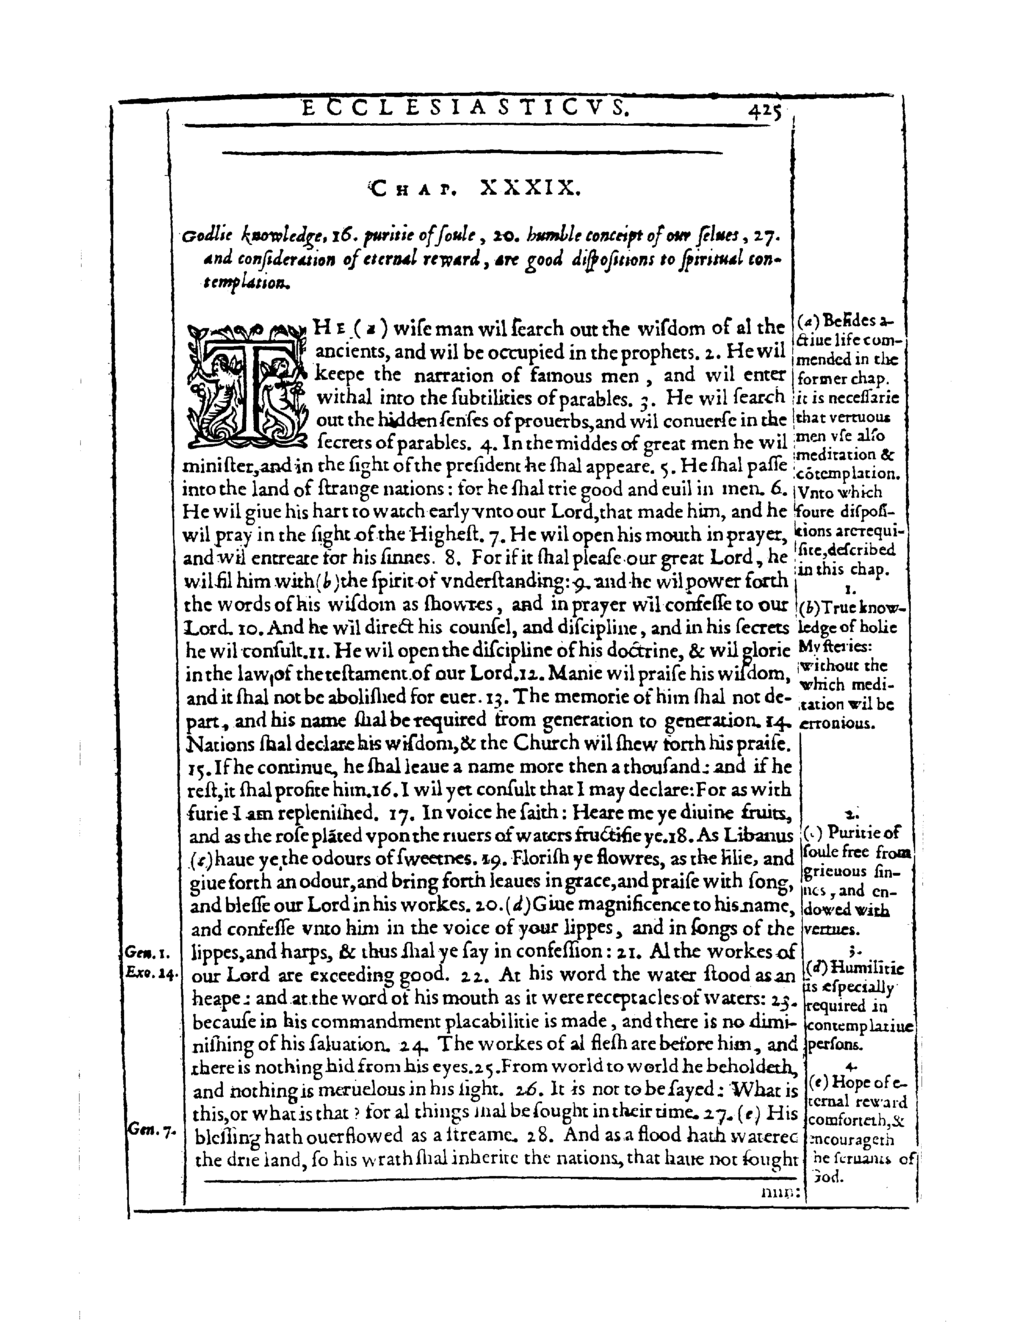 ECCLESIASTICVS. 425
CHAP. XXXIX.
Godlie knowledge, 16. puritie of ſoule, 20. humble conceipt of our ſelues, 27.
and conſideration of eternal reward, are good diſpoſitions to ſpiritual con-
templation.
THE (a) wiſe man wil ſearch out the wiſdom of al the
ancients, and wil be occupied in the prophets. 2. He wil
keepe the narration of famous men, and wil enter
withal into the ſubtilities of parables. 3. He wil ſearch
out the hidden ſenſes of prouerbs, and wil conuerſe in the
ſecrets of parables. 4. In the middes of great men he wil
miniſter, and in the ſight of the preſident he ſhal appeare. 5. He ſhal paſſe
into the land of ſtrange nations: for he ſhal trie good and euil in men. 6.
He wil giue his hart to watch early vnto our Lord, that made him, and he
wil pray in the ſight of the Higheſt. 7. He wil open his mouth in prayer,
and wil entreate for his ſinnes. 8. For if it ſhal pleaſe our great Lord, he
wil fil him with (b) the ſpirit of vnderſtanding: 9. and he wil power forth
the words of his wiſdom as ſhowres, and in prayer wil confeſſe to our
Lord. 10. And he wil direct his counſel, and diſcipline, and in his ſecrets
he wil conſult. 11. He wil open the diſcipline of his doctrine, & wil glorie
in the law of the teſtament of our Lord. 12. Manie wil praiſe his wiſdom,
and it ſhal not be aboliſhed for euer. 13. The memorie of him ſhal not de-
part, and his name ſhal be required from generation to generation. 14.
Nations ſhal declare his wiſdom, & the Church wil ſhew forth his praiſe.
15. If he continue, he ſhal leaue a name more then a thouſand: and if he
reſt, it ſhal profite him. 16. I wil yet conſult that I may declare: For as with
furie I am repleniſhed. 17. In voice he ſaith: Heare me ye diuine fruits,
and as the roſe plãted vpon the riuers of waters fructifie ye. 18. As Libanus
(c) haue ye the odours of ſweetnes. 19. Floriſh ye flowres, as the lilie, and
giue forth an odour, and bring forth leaues in grace, and praiſe with ſong,
and bleſſe our Lord in his workes. 20. (d) Giue magnificence to his name,
and confeſſe vnto him in the voice of your lippes, and in ſongs of the
lippes, and harps, & thus ſhal ye ſay in confeſſion: 21. Al the workes of
our Lord are exceeding good. 22. At his word the water ſtood as an
heape: and at the word of his mouth as it were receptacles of waters: 23.
becauſe in his commandment placabilitie is made, and there is no dimi-
niſhing of his ſaluation. 24. The workes of al fleſh are before him, and
there is nothing hid from his eyes. 25. From world to world he beholdeth,
and nothing is meruelous in his ſight. 26. It is not to be ſayed: What is
this, or what is that? for al things ſhal be ſought in their time. 27. (e) His
bleſſing hath ouerflowed as a ſtreame. 28. And as a flood hath watered
the drie land, ſo his wrath ſhal inherite the nations, that haue not ſought
him:
(a) Beſides a-
ctiue life com-
mended in the
former chap.
it is neceſſarie
that vertuous
men vſe alſo
meditation &
cõtemplation.
Vnto which
foure diſpoſi-
tions are requi-
ſite, deſcribed
in this chap.
1.
(b) True know-
ledge of holie
Myſteries:
without the
which medi-
tation wil be
erronious.
2.
(c) Puritie of
ſoule free from
grieuous ſin-
nes, and en-
dowed with
vertues.
3.
(d) Humilitie
is eſpecially
required in
contemplatiue
perſons.
4.
(e) Hope of e-
ternal reward
comforteth, &
encourageth
he ſeruants of
God.
Gen. 1.
Exo. 14.
Gen. 7.